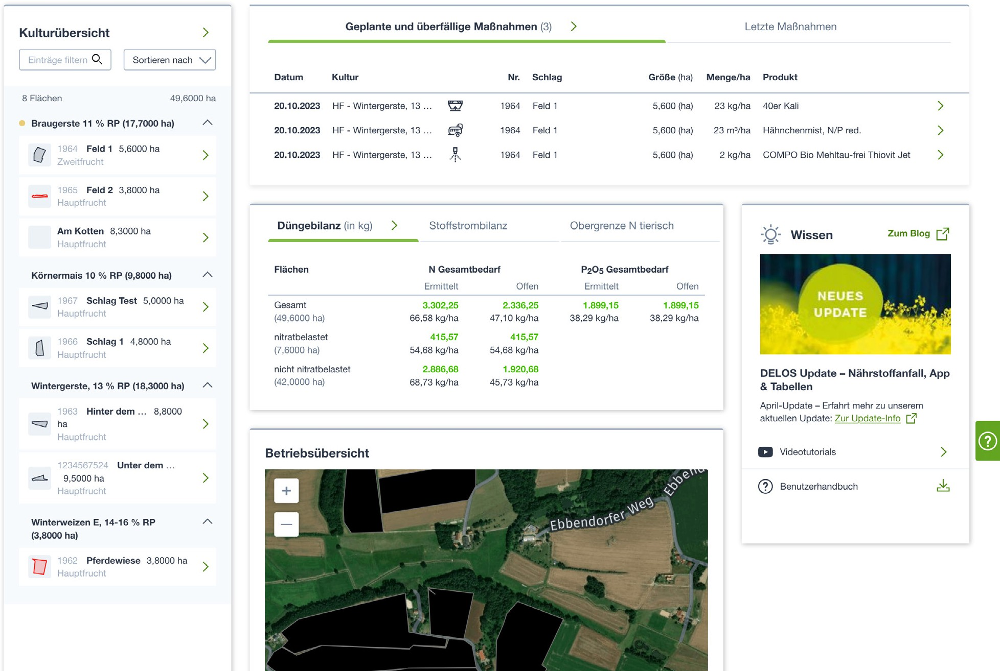 Kulturübersicht
Einträge filtern
Sortieren nach
8 Flächen 49,6000 ha
Braugerste 11 % RP (17,7000 ha)
1964 Feld 1 5,6000 ha
Zweitfrucht
1965 Feld 2 3,8000 ha
Hauptfrucht
Am Kotten 8,3000 ha
Hauptfrucht
Körnermais 10 % RP (9,8000 ha)
1967 Schlag Test 5,0000 ha
Hauptfrucht
1966 Schlag 1 4,8000 ha
Hauptfrucht
Wintergerste, 13 % RP (18,3000 ha)
1963 Hinter dem ... 8,8000
ha
Hauptfrucht
1234567524 Unter dem ...
9,5000 ha
Hauptfrucht
Winterweizen E, 14-16 % RP
(3,8000 ha)
1962 Pferdewiese 3,8000 ha
Hauptfrucht
Geplante und überfällige Maßnahmen (3) Letzte Maßnahmen
Datum Kultur Nr. Schlag Größe (ha) Menge/ha Produkt
20.10.2023 HF - Wintergerste, 13 ... 1964 Feld 1 5,600 (ha) 23 kg/ha 40er Kali
20.10.2023 HF - Wintergerste, 13 ... 1964 Feld 1 5,600 (ha) 23 m³/ha Hähnchenmist, N/P red.
20.10.2023 HF - Wintergerste, 13 ... 1964 Feld 1 5,600 (ha) 2 kg/ha COMPO Bio Mehltau-frei Thiovit Jet
Düngebilanz (in kg) Stoffstrombilanz Obergrenze N tierisch
Flächen N Gesamtbedarf P₂O₅ Gesamtbedarf
Ermittelt Offen Ermittelt Offen
Gesamt 3.302,25 2.336,25 1.899,15 1.899,15
(49,6000 ha) 66,58 kg/ha 47,10 kg/ha 38,29 kg/ha 38,29 kg/ha
nitratbelastet 415,57 415,57
(7,6000 ha) 54,68 kg/ha 54,68 kg/ha
nicht nitratbelastet 2.886,68 1.920,68
(42,0000 ha) 68,73 kg/ha 45,73 kg/ha
Betriebsübersicht
+
—
Ebbendorfer Weg
Ebbend
Wissen Zum Blog
NEUES
UPDATE
DELOS Update – Nährstoffanfall, App
& Tabellen
April-Update – Erfahrt mehr zu unserem
aktuellen Update: Zur Update-Info
Videotutorials
? Benutzerhandbuch
?